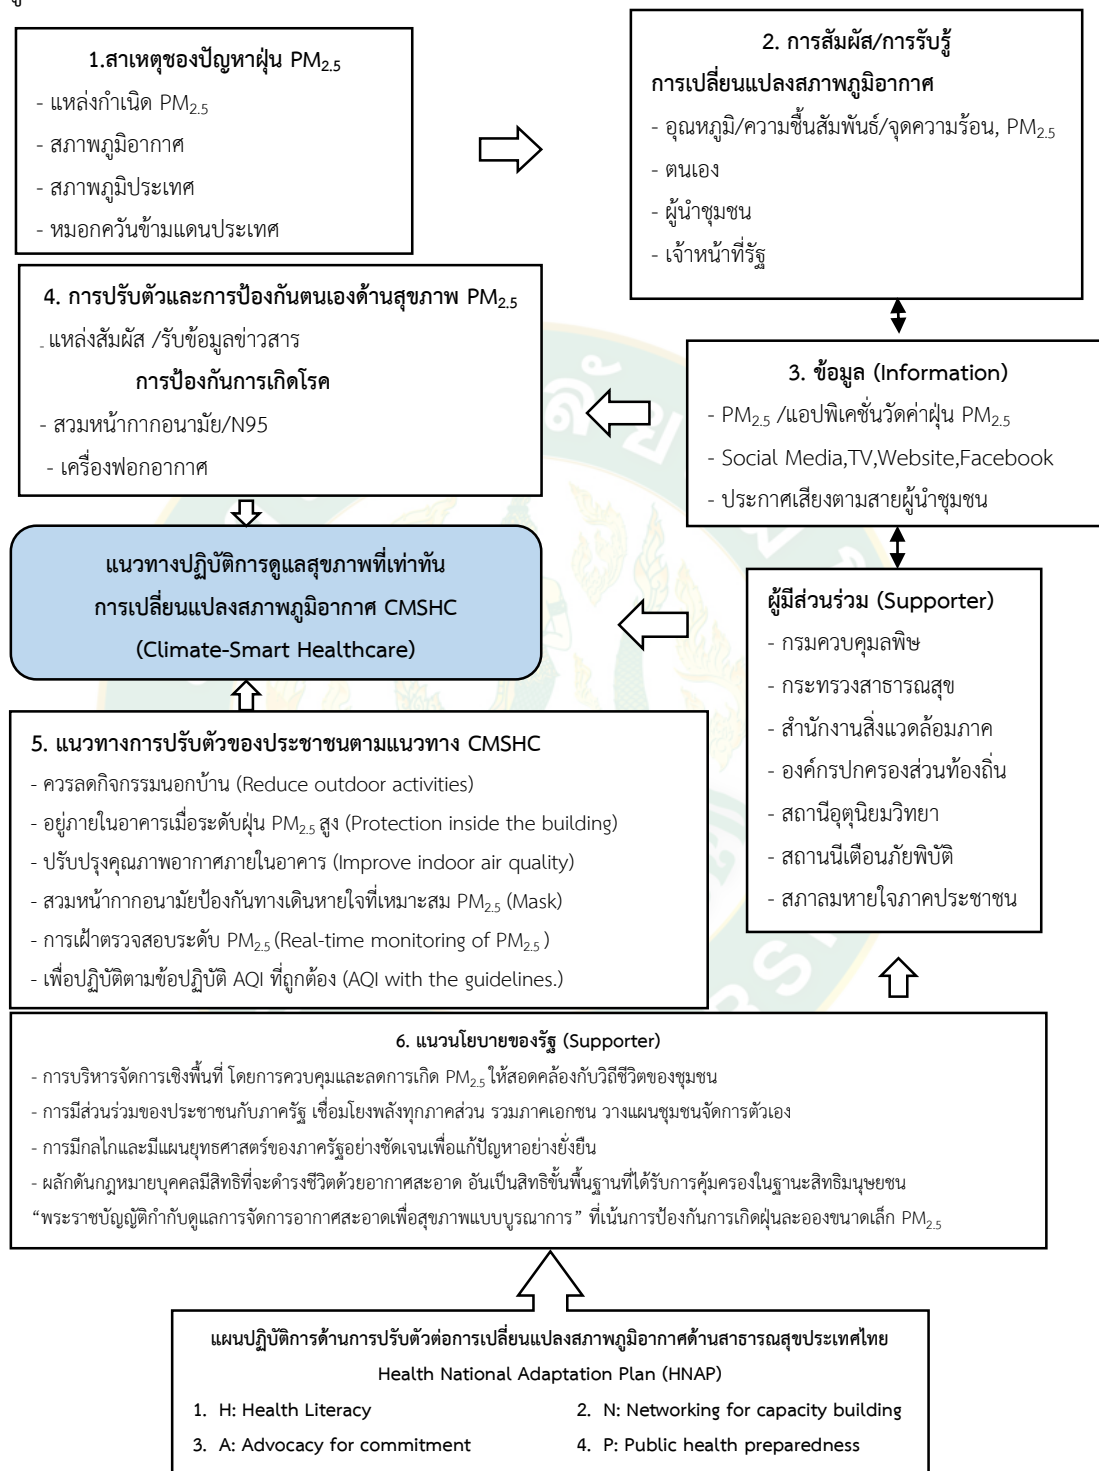 1.สาเหตุชองปัญหาฝุ่น PM2.5
- แหล่งกำเนิด PM2.5
- สภาพภูมิอากาศ
- สภาพภูมิประเทศ
- หมอกควันข้ามแดนประเทศ
2. การสัมผัส/การรับรู้
การเปลี่ยนแปลงสภาพภูมิอากาศ
- อุณหภูมิ/ความชื้นสัมพันธ์/จุดความร้อน, PM2.5
- ตนเอง
- ผู้นำชุมชน
- เจ้าหน้าที่รัฐ
3. ข้อมูล (Information)
- PM2.5 /แอปพิเคชั่นวัดค่าฝุ่น PM2.5
- Social Media,TV,Website,Facebook
- ประกาศเสียงตามสายผู้นำชุมชน
4. การปรับตัวและการป้องกันตนเองด้านสุขภาพ PM2.5
- แหล่งสัมผัส /รับข้อมูลข่าวสาร
การป้องกันการเกิดโรค
- สวมหน้ากากอนามัย/N95
- เครื่องฟอกอากาศ
แนวทางปฏิบัติการดูแลสุขภาพที่เท่าทัน
การเปลี่ยนแปลงสภาพภูมิอากาศ CMSHC
(Climate-Smart Healthcare)
ผู้มีส่วนร่วม (Supporter)
- กรมควบคุมลพิษ
- กระทรวงสาธารณสุข
- สำนักงานสิ่งแวดล้อมภาค
- องค์กรปกครองส่วนท้องถิ่น
- สถานีอุตุนิยมวิทยา
- สถานนีเตือนภัยพิบัติ
- สภาลมหายใจภาคประชาชน
5. แนวทางการปรับตัวของประชาชนตามแนวทาง CMSHC
- ควรลดกิจกรรมนอกบ้าน (Reduce outdoor activities)
- อยู่ภายในอาคารเมื่อระดับฝุ่น PM2.5 สูง (Protection inside the building)
- ปรับปรุงคุณภาพอากาศภายในอาคาร (Improve indoor air quality)
- สวมหน้ากากอนามัยป้องกันทางเดินหายใจที่เหมาะสม PM2.5 (Mask)
- การเฝ้าตรวจสอบระดับ PM2.5 (Real-time monitoring of PM2.5 )
- เพื่อปฏิบัติตามข้อปฏิบัติ AQI ที่ถูกต้อง (AQI with the guidelines.)
6. แนวนโยบายของรัฐ (Supporter)
- การบริหารจัดการเชิงพื้นที่ โดยการควบคุมและลดการเกิด PM2.5 ให้สอดคล้องกับวิถีชีวิตของชุมชน
- การมีส่วนร่วมของประชาชนกับภาครัฐ เชื่อมโยงพลังทุกภาคส่วน รวมภาคเอกชน วางแผนชุมชนจัดการตัวเอง
- การมีกลไกและมีแผนยุทธศาสตร์ของภาครัฐอย่างชัดเจนเพื่อแก้ปัญหาอย่างยั่งยืน
- ผลักดันกฎหมายบุคคลมีสิทธิที่จะดำรงชีวิตด้วยอากาศสะอาด อันเป็นสิทธิขั้นพื้นฐานที่ได้รับการคุ้มครองในฐานะสิทธิมนุษยชน
“พระราชบัญญัติกำกับดูแลการจัดการอากาศสะอาดเพื่อสุขภาพแบบบูรณาการ” ที่เน้นการป้องกันการเกิดฝุ่นละอองขนาดเล็ก PM2.5
แผนปฏิบัติการด้านการปรับตัวต่อการเปลี่ยนแปลงสภาพภูมิอากาศด้านสาธารณสุขประเทศไทย
Health National Adaptation Plan (HNAP)
1. H: Health Literacy
2. N: Networking for capacity building
3. A: Advocacy for commitment
4. P: Public health preparedness